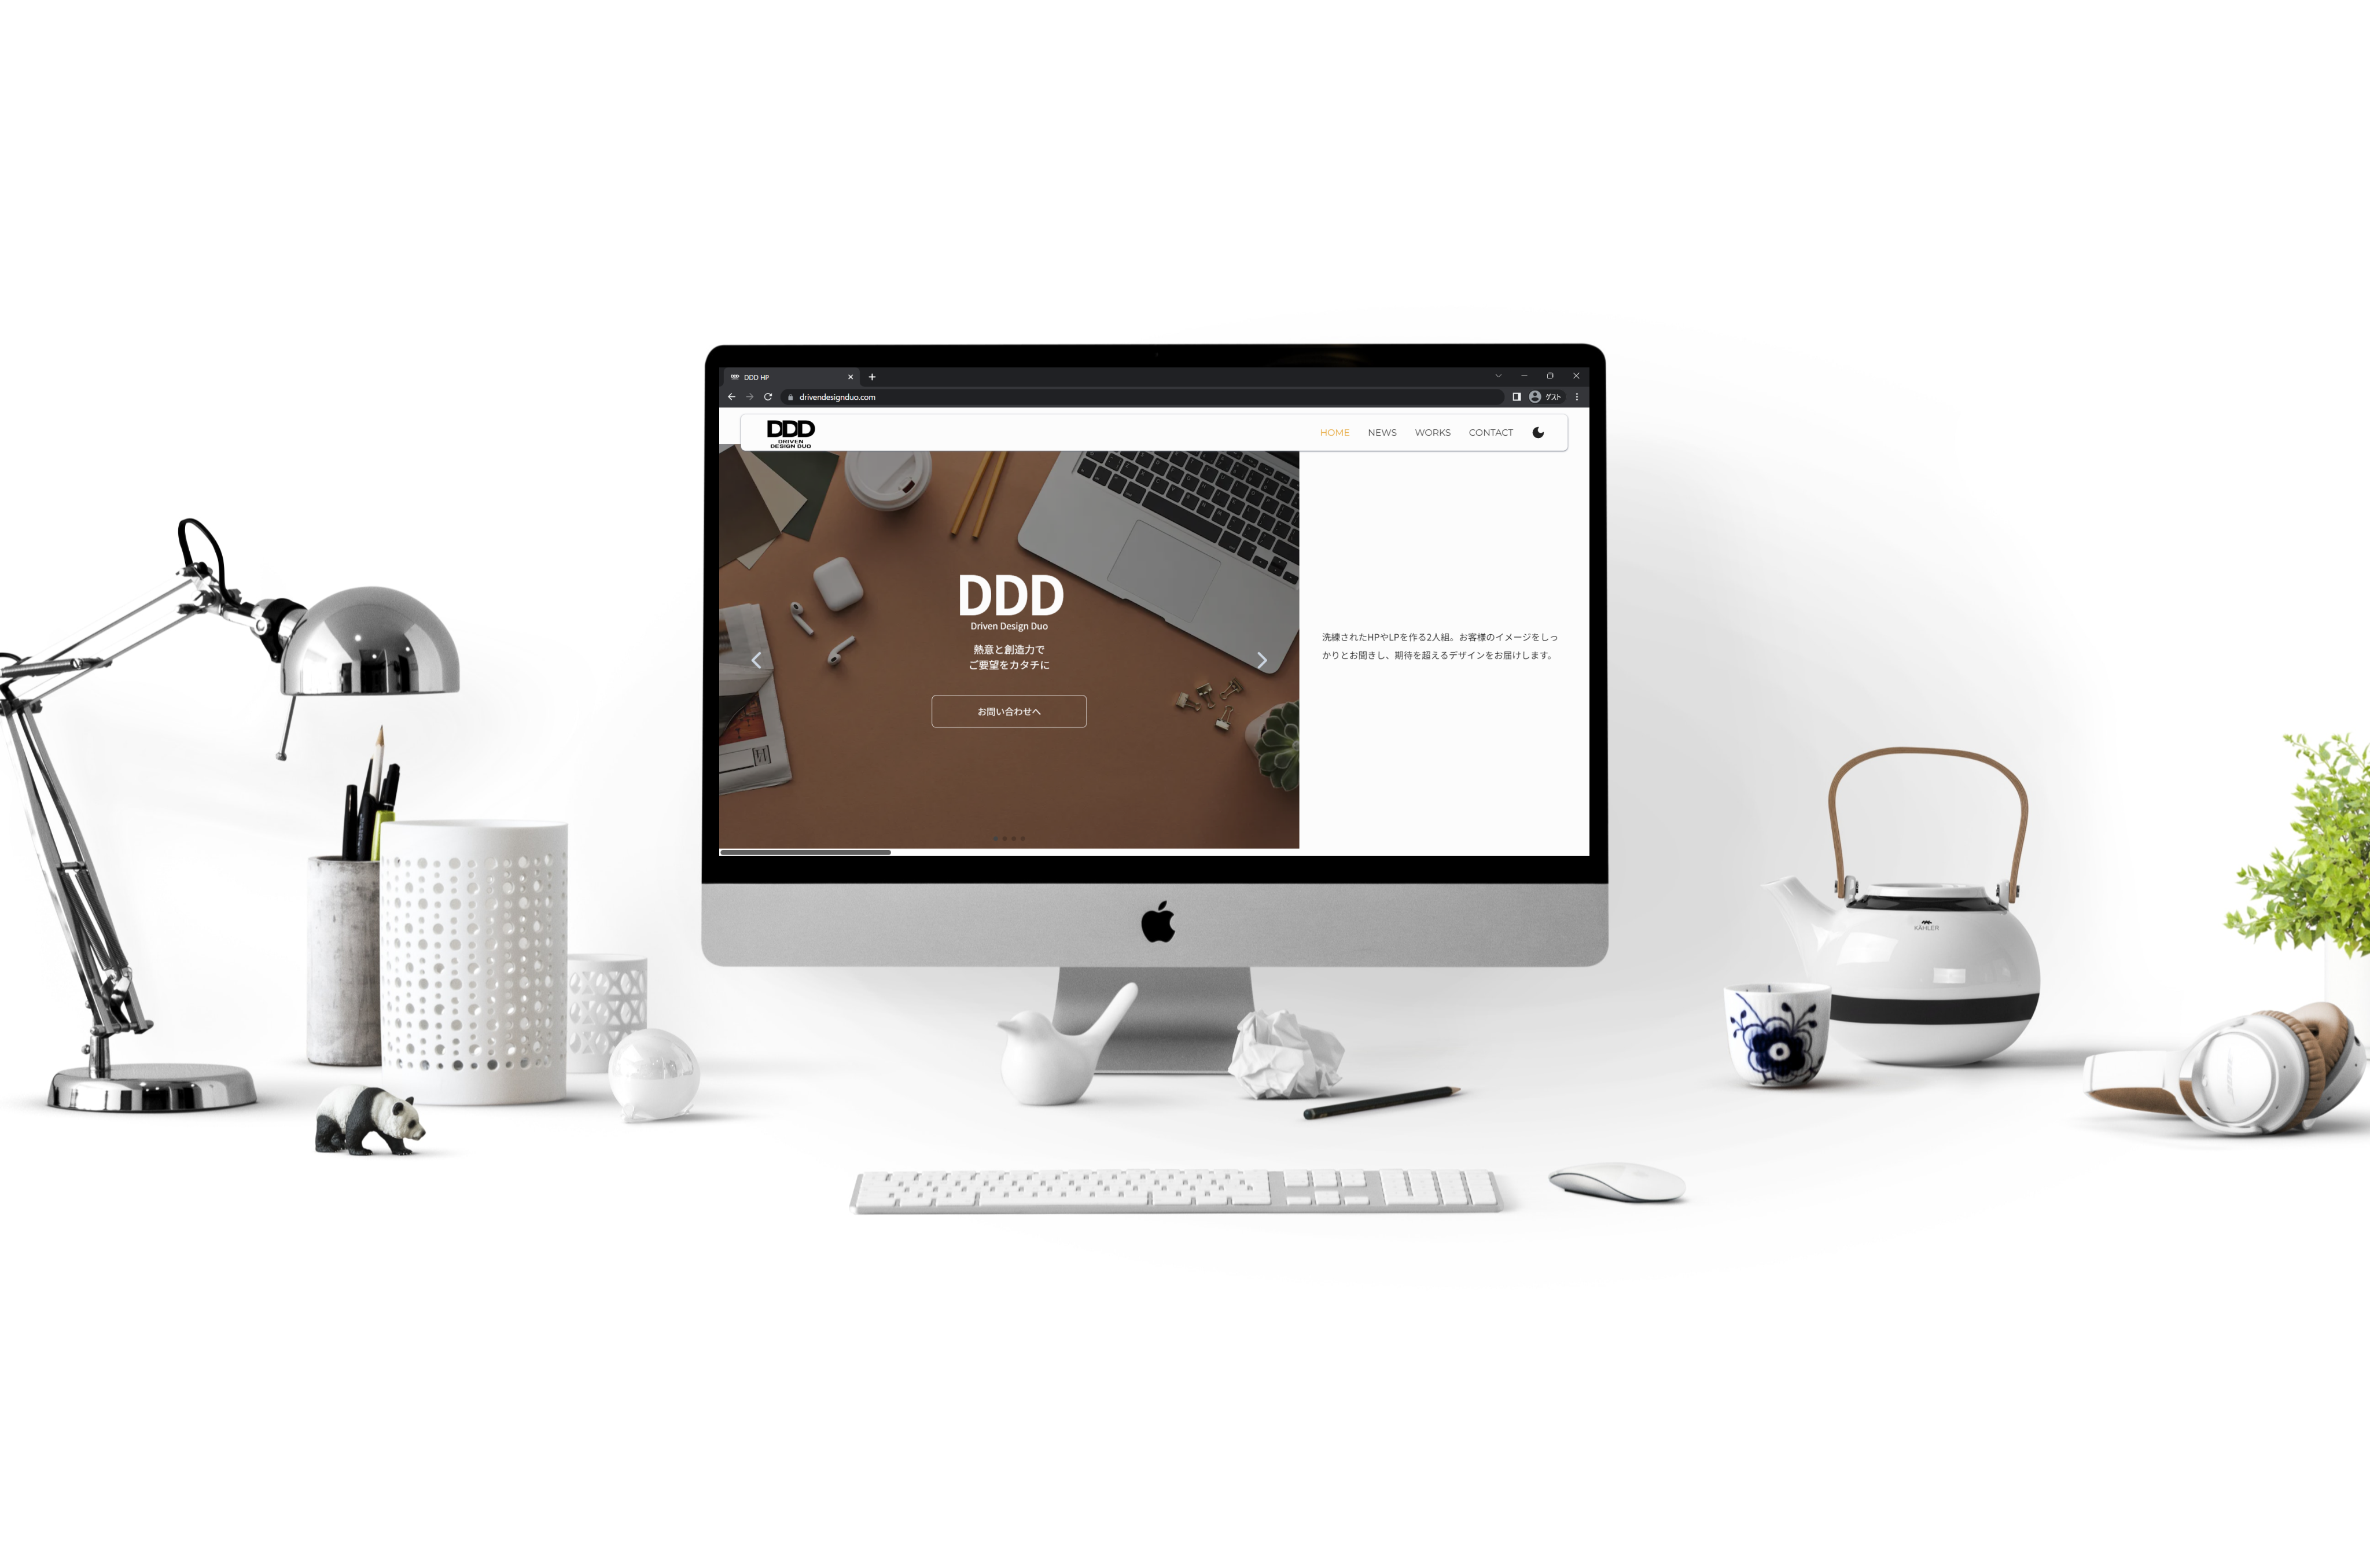 DDD HP
drivendesignduo.com
ゲスト
DDD
DRIVEN
DESIGN DUO
HOME
NEWS
WORKS
CONTACT
DDD
Driven Design Duo
熱意と創造力で
ご要望をカタチに
お問い合わせへ
洗練されたHPやLPを作る2人組。お客様のイメージをしっ
かりとお聞きし、期待を超えるデザインをお届けします。
KÄHLER